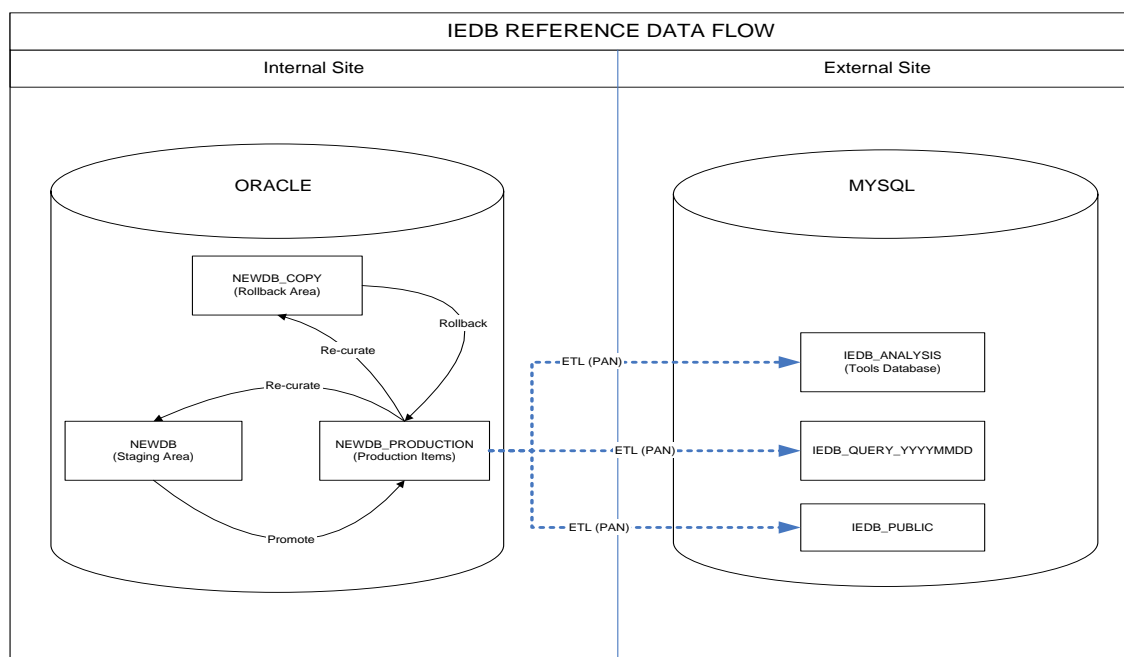 IEDB REFERENCE DATA FLOW
Internal Site
External Site
ORACLE
MYSQL
NEWDB_COPY
(Rollback Area)
Rollback
Re-curate
Re-curate
NEWDB
(Staging Area)
NEWDB_PRODUCTION
(Production Items)
Promote
ETL (PAN)
IEDB_ANALYSIS
(Tools Database)
ETL (PAN)
IEDB_QUERY_YYYYMMDD
ETL (PAN)
IEDB_PUBLIC